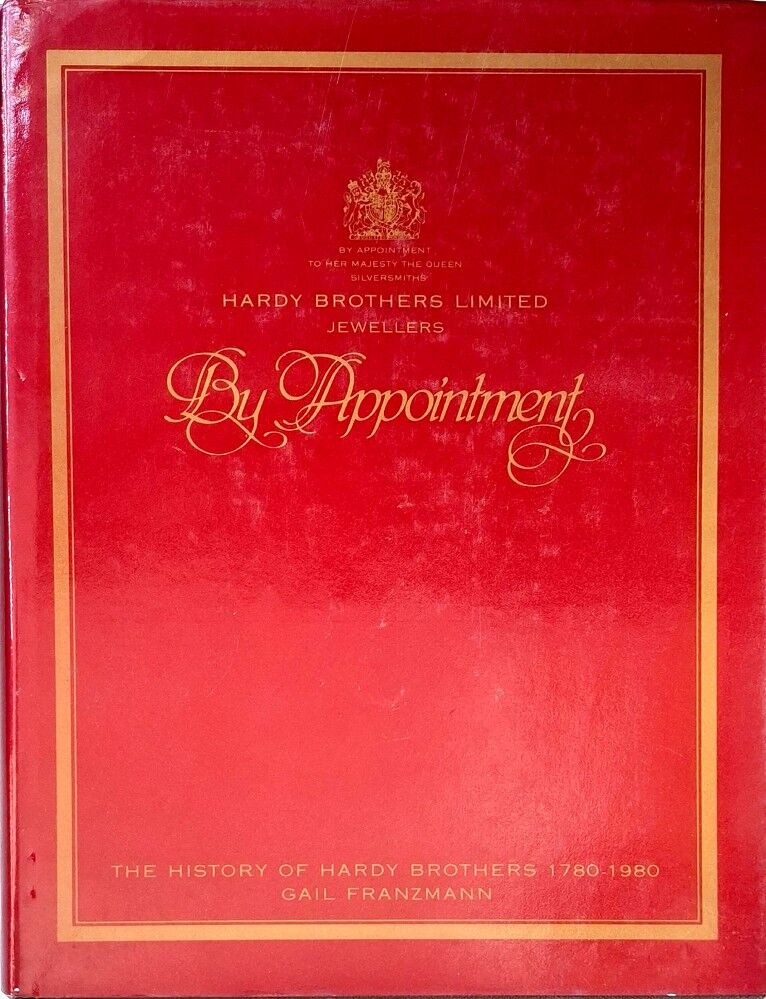 BY APPOINTMENT
TO HER MAJESTY THE QUEEN
SILVERSMITHS
HARDY BROTHERS LIMITED
JEWELLERS
By Appointment
THE HISTORY OF HARDY BROTHERS 1780-1980
GAIL FRANZMANN